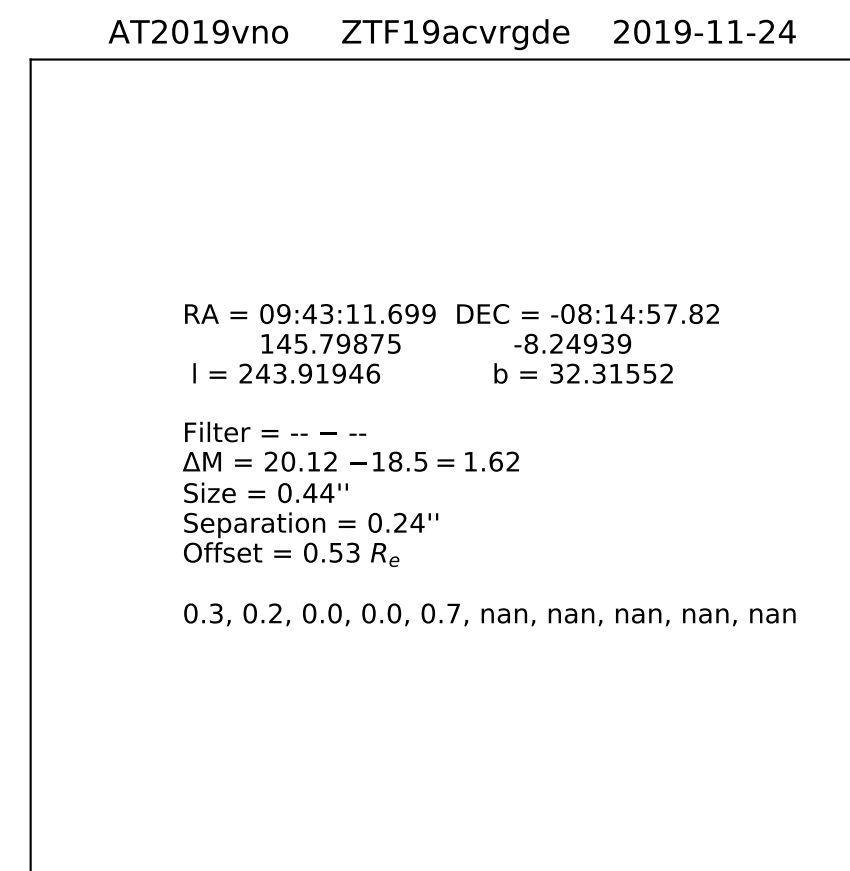 AT2019vno ZTF19acvrgde 2019-11-24
RA = 09:43:11.699 DEC = -08:14:57.82
145.79875 -8.24939
l = 243.91946 b = 32.31552
Filter = -- − --
ΔM = 20.12 −18.5 = 1.62
Size = 0.44''
Separation = 0.24''
Offset = 0.53 Rₑ
0.3, 0.2, 0.0, 0.0, 0.7, nan, nan, nan, nan, nan